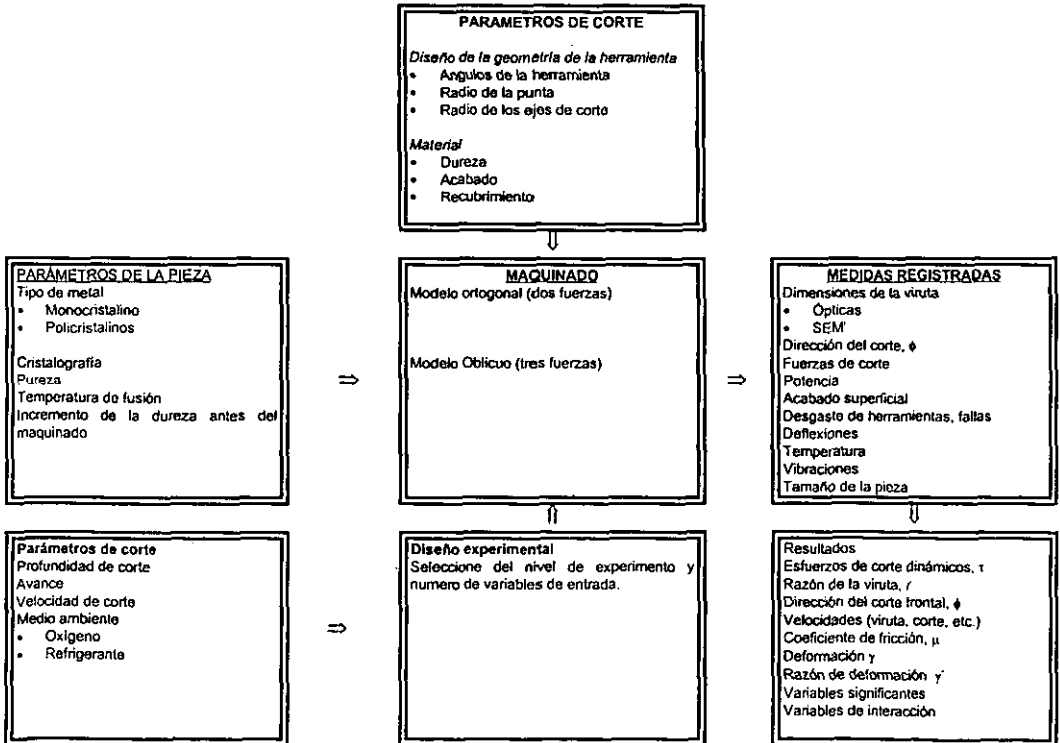 PARAMETROS DE CORTE
Diseño de la geometría de la herramienta
• Angulos de la herramienta
• Radio de la punta
• Radio de los ejes de corte
Material
• Dureza
• Acabado
• Recubrimiento
⇓
PARÁMETROS DE LA PIEZA
Tipo de metal
• Monocristalino
• Policristalinos
Cristalografía
Pureza
Temperatura de fusión
Incremento de la dureza antes del
maquinado
⇒
MAQUINADO
Modelo ortogonal (dos fuerzas)
Modelo Oblicuo (tres fuerzas)
⇒
MEDIDAS REGISTRADAS
Dimensiones de la viruta
• Ópticas
• SEM'
Dirección del corte, ϕ
Fuerzas de corte
Potencia
Acabado superficial
Desgaste de herramientas, fallas
Deflexiones
Temperatura
Vibraciones
Tamaño de la pieza
⇑
⇓
Parámetros de corte
Profundidad de corte
Avance
Velocidad de corte
Medio ambiente
• Oxígeno
• Refrigerante
⇒
Diseño experimental
Seleccione del nivel de experimento y
numero de variables de entrada.
Resultados
Esfuerzos de corte dinámicos, τ
Razón de la viruta, r
Dirección del corte frontal, ϕ
Velocidades (viruta, corte, etc.)
Coeficiente de fricción, μ
Deformación γ
Razón de deformación γ'
Variables significantes
Variables de interacción